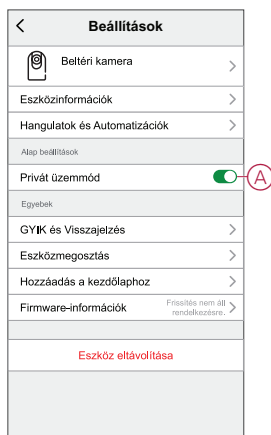 Beállítások
Beltéri kamera
Eszközinformációk
Hangulatok és Automatizációk
Alap beállítások
Privát üzemmód
A
Egyebek
GYIK és Visszajelzés
Eszközmegosztás
Hozzáadás a kezdőlaphoz
Firmware-információk
Frissítés nem áll
rendelkezésre.
Eszköz eltávolítása